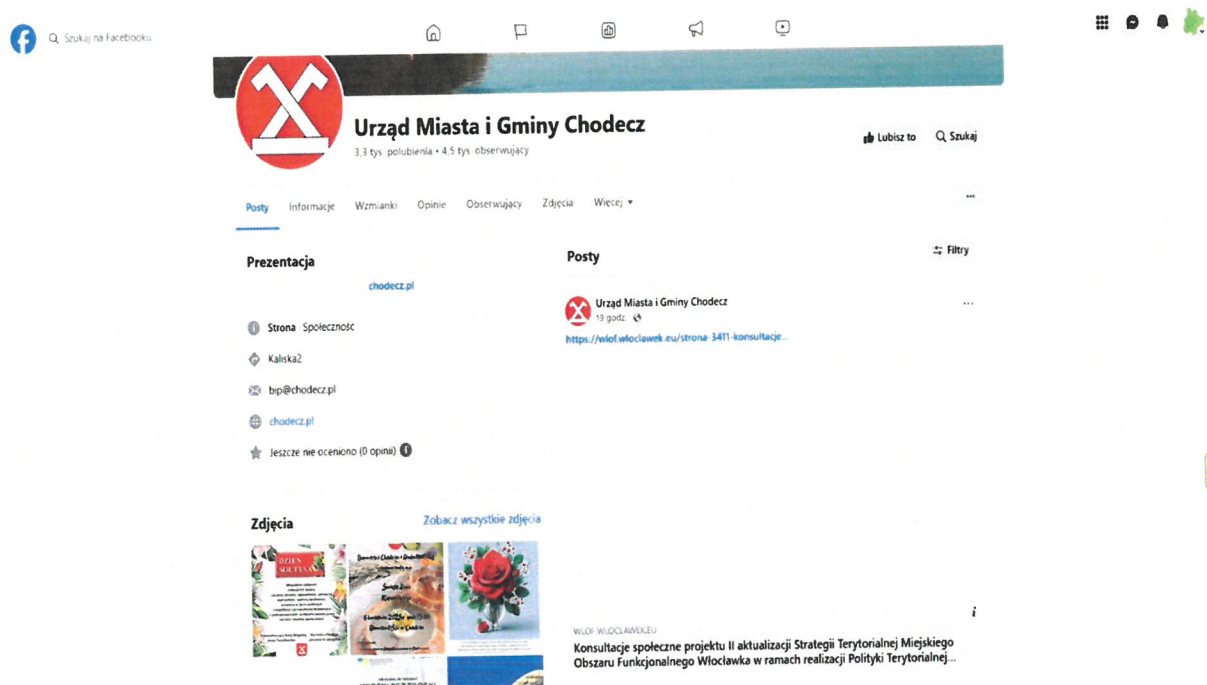 Szukaj na Facebooku
Urząd Miasta i Gminy Chodecz
3,3 tys. polubienia • 4,5 tys. obserwujący
Lubisz to
Szukaj
Posty
Informacje
Wzmianki
Opinie
Obserwujący
Zdjęcia
Więcej
Prezentacja
chodecz.pl
Strona Społeczność
Kaliska2
bip@chodecz.pl
chodecz.pl
Jeszcze nie oceniono (0 opinii)
Zdjęcia
Zobacz wszystkie zdjęcia
DZIEŃ
SOŁTYSA
Posty
Filtry
Urząd Miasta i Gminy Chodecz
19 godz.
https://wlof.wloclawek.eu/strona-3411-konsultacje...
WLOF.WLOCLAWEK.EU
Konsultacje społeczne projektu II aktualizacji Strategii Terytorialnej Miejskiego
Obszaru Funkcjonalnego Włocławka w ramach realizacji Polityki Terytorialnej...